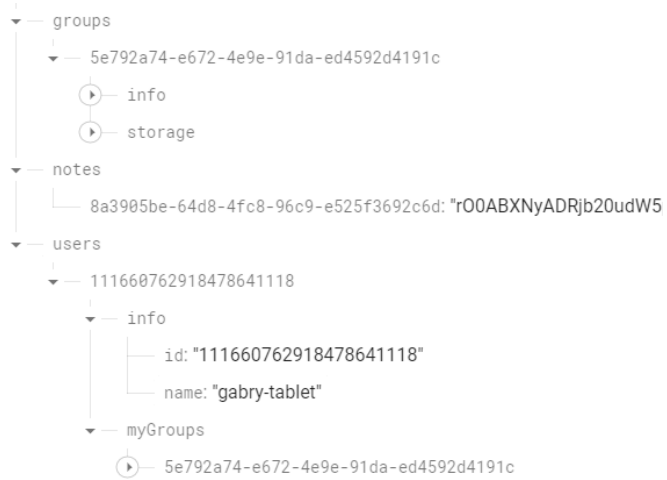 groups
5e792a74-e672-4e9e-91da-ed4592d4191c
info
storage
notes
8a3905be-64d8-4fc8-96c9-e525f3692c6d: "rO0ABXNyADRjb20udW5
users
111660762918478641118
info
id: "111660762918478641118"
name: "gabry-tablet"
myGroups
5e792a74-e672-4e9e-91da-ed4592d4191c